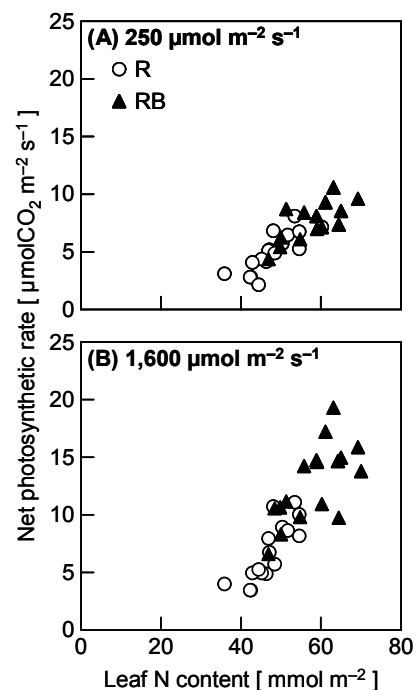 (A) 250 µmol m⁻² s⁻¹
R
RB
25
20
15
10
5
0
Net photosynthetic rate [ µmolCO₂ m⁻² s⁻¹ ]
(B) 1,600 µmol m⁻² s⁻¹
25
20
15
10
5
0
0 20 40 60 80
Leaf N content [ mmol m⁻² ]